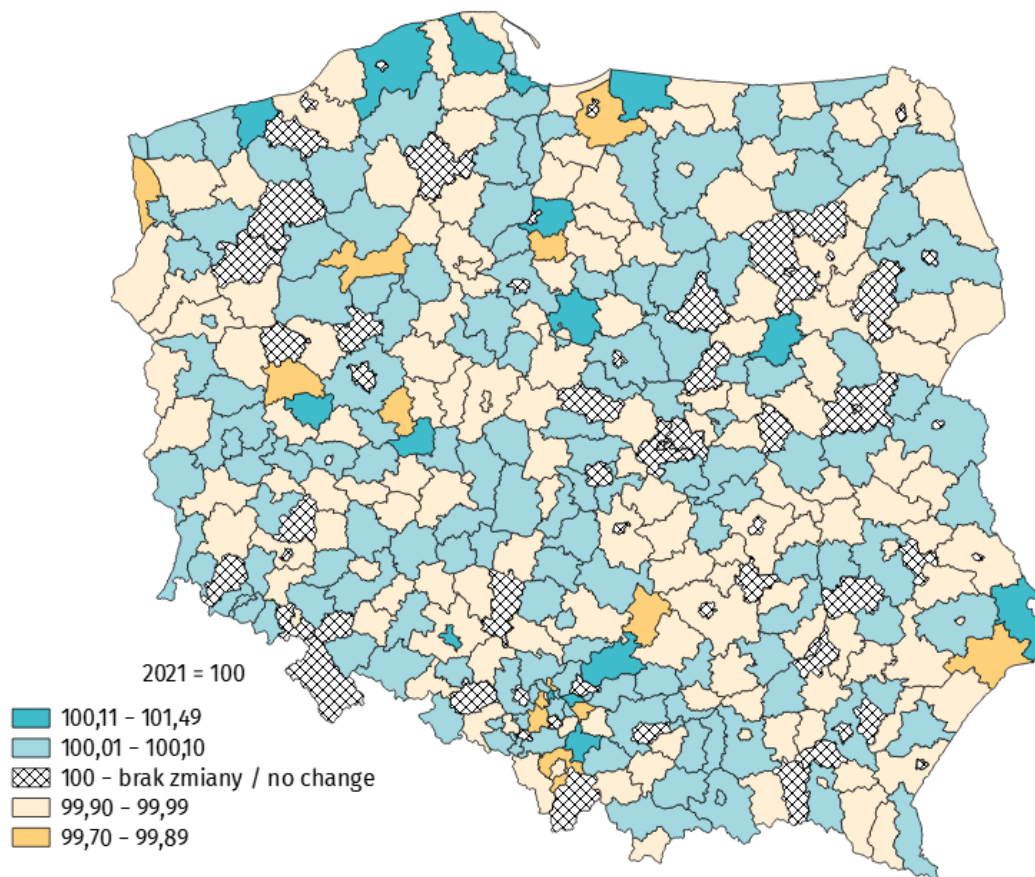 2021 = 100
100,11 – 101,49
100,01 – 100,10
100 – brak zmiany / no change
99,90 – 99,99
99,70 – 99,89